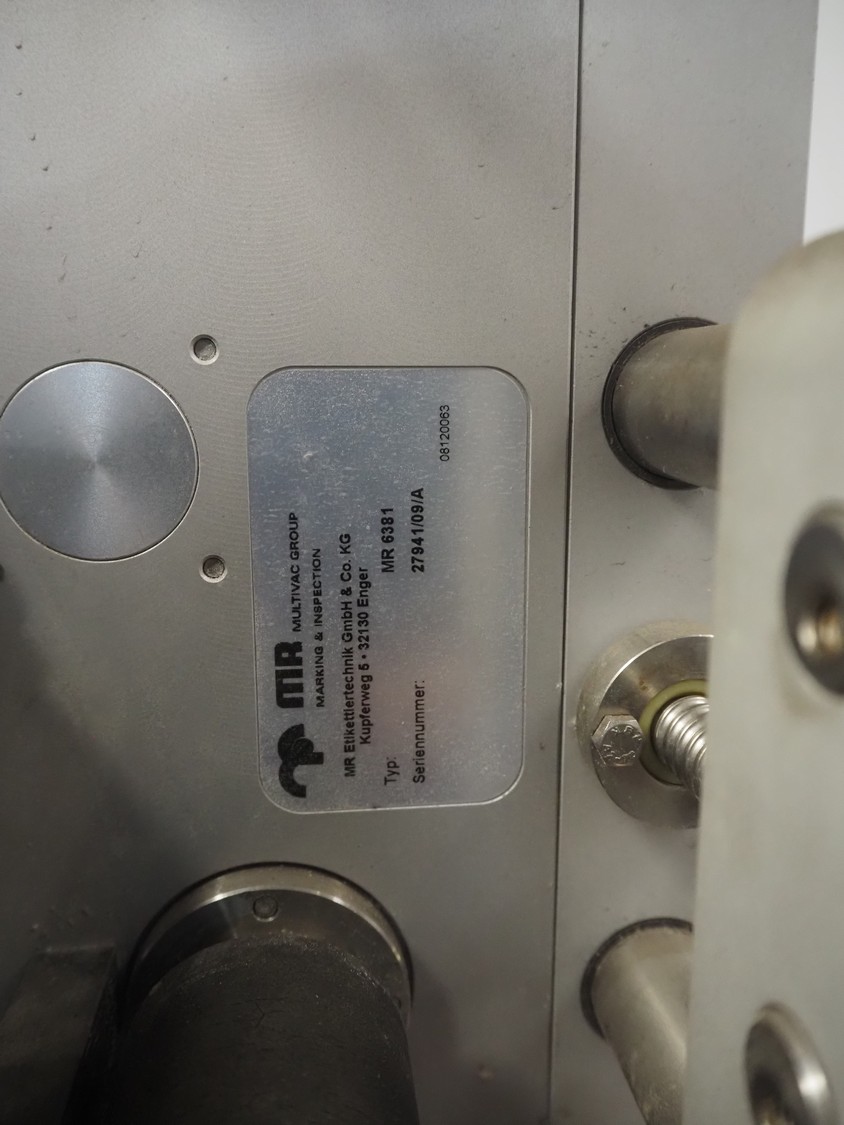 MR MULTIVAC GROUP
MARKING & INSPECTION
MR Etikettiertechnik GmbH & Co. KG
Kupferweg 5 • 32130 Enger
Typ: MR 6381
Seriennummer: 27941/09/A
08120063